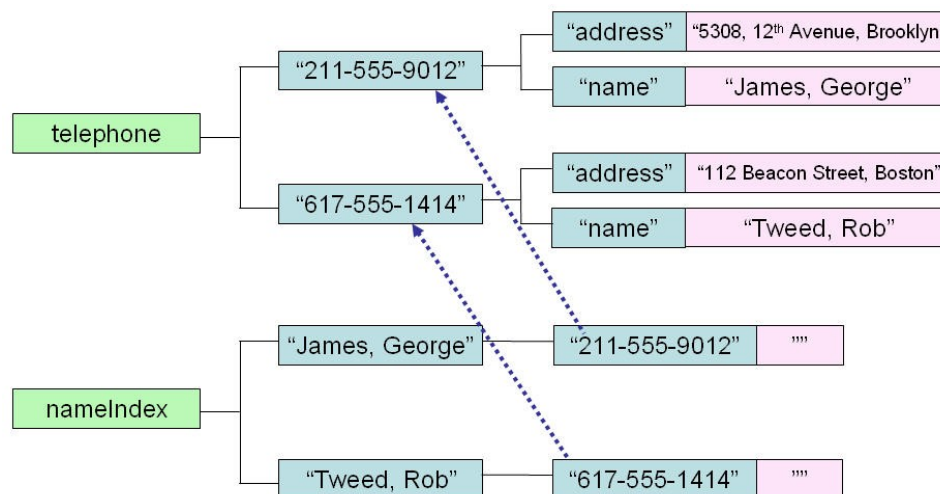 “address” “5308, 12th Avenue, Brooklyn
“211-555-9012”
“name” “James, George”
telephone
“address” “112 Beacon Street, Boston”
“617-555-1414”
“name” “Tweed, Rob”
“James, George” “211-555-9012” ””
nameIndex
“Tweed, Rob” “617-555-1414” ””